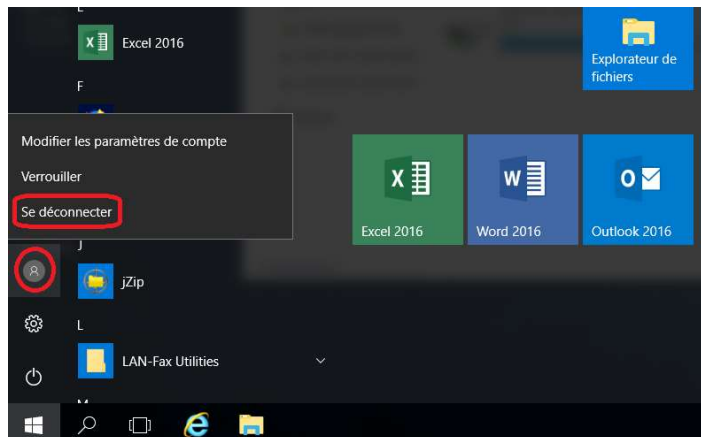 Excel 2016
F
Modifier les paramètres de compte
Verrouiller
Se déconnecter
J
jZip
L
LAN-Fax Utilities
Explorateur de
fichiers
Excel 2016
Word 2016
Outlook 2016